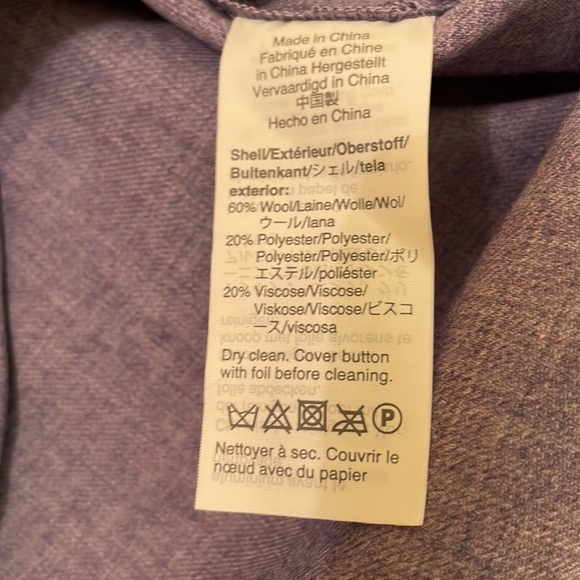 Made in China
Fabriqué en Chine
in China Hergestellt
Vervaardigd in China
中国製
Hecho en China
Shell/Extérieur/Oberstoff/
Buitenkant/シェル/tela
exterior:
60% Wool/Laine/Wolle/Wol/
ウール/lana
20% Polyester/Polyester/
Polyester/Polyester/ポリ
エステル/poliéster
20% Viscose/Viscose/
Viskose/Viscose/ビスコ
ース/viscosa
Dry clean. Cover button
with foil before cleaning.
P
Nettoyer à sec. Couvrir le
nœud avec du papier